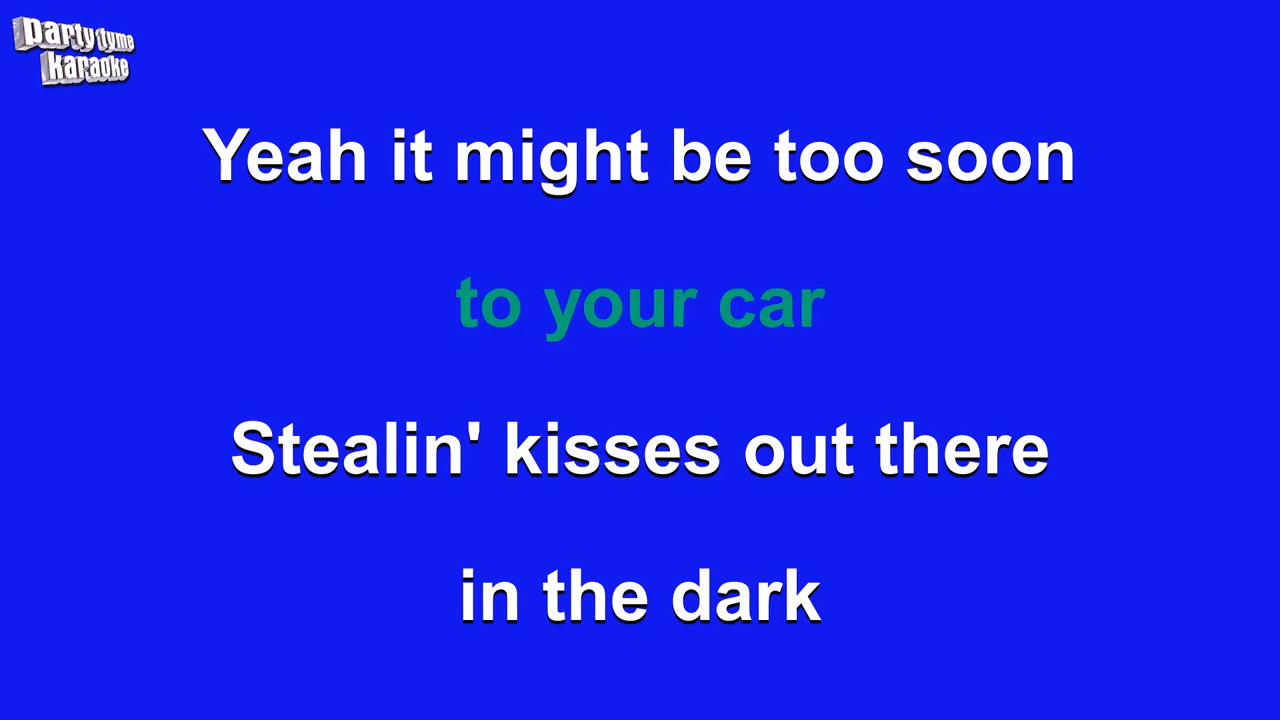 party tyme
karaoke
Yeah it might be too soon
to your car
Stealin' kisses out there
in the dark